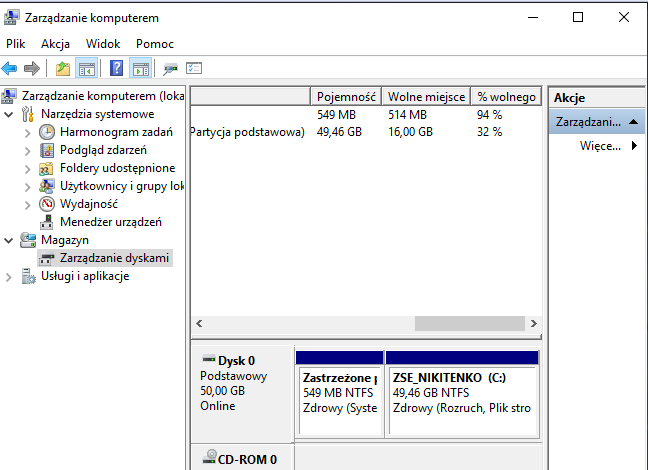 Zarządzanie komputerem
Plik Akcja Widok Pomoc
Zarządzanie komputerem (loka
Narzędzia systemowe
Harmonogram zadań
Podgląd zdarzeń
Foldery udostępnione
Użytkownicy i grupy lok
Wydajność
Menedżer urządzeń
Magazyn
Zarządzanie dyskami
Usługi i aplikacje
Pojemność Wolne miejsce % wolnego
549 MB 514 MB 94 %
Partycja podstawowa) 49,46 GB 16,00 GB 32 %
Dysk 0
Podstawowy
50,00 GB
Online
Zastrzeżone p
549 MB NTFS
Zdrowy (Syste
ZSE_NIKITENKO (C:)
49,46 GB NTFS
Zdrowy (Rozruch, Plik stro
CD-ROM 0
Akcje
Zarządzani...
Więce...